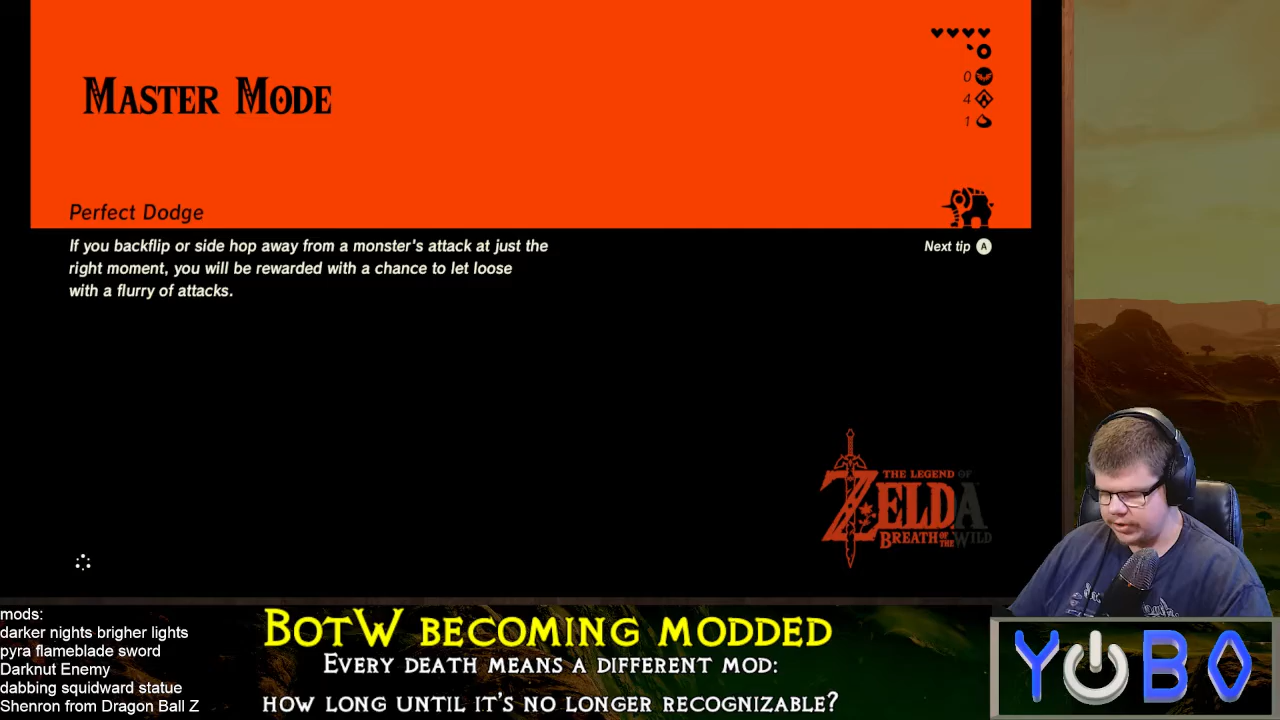 Master Mode
0
4
1
Perfect Dodge
If you backflip or side hop away from a monster's attack at just the
right moment, you will be rewarded with a chance to let loose
with a flurry of attacks.
Next tip A
THE LEGEND OF
ZELDA
BREATH OF THE WILD
mods:
darker nights brigher lights
pyra flameblade sword
Darknut Enemy
dabbing squidward statue
Shenron from Dragon Ball Z
BotW becoming modded
Every death means a different mod:
how long until it's no longer recognizable?
YUBO